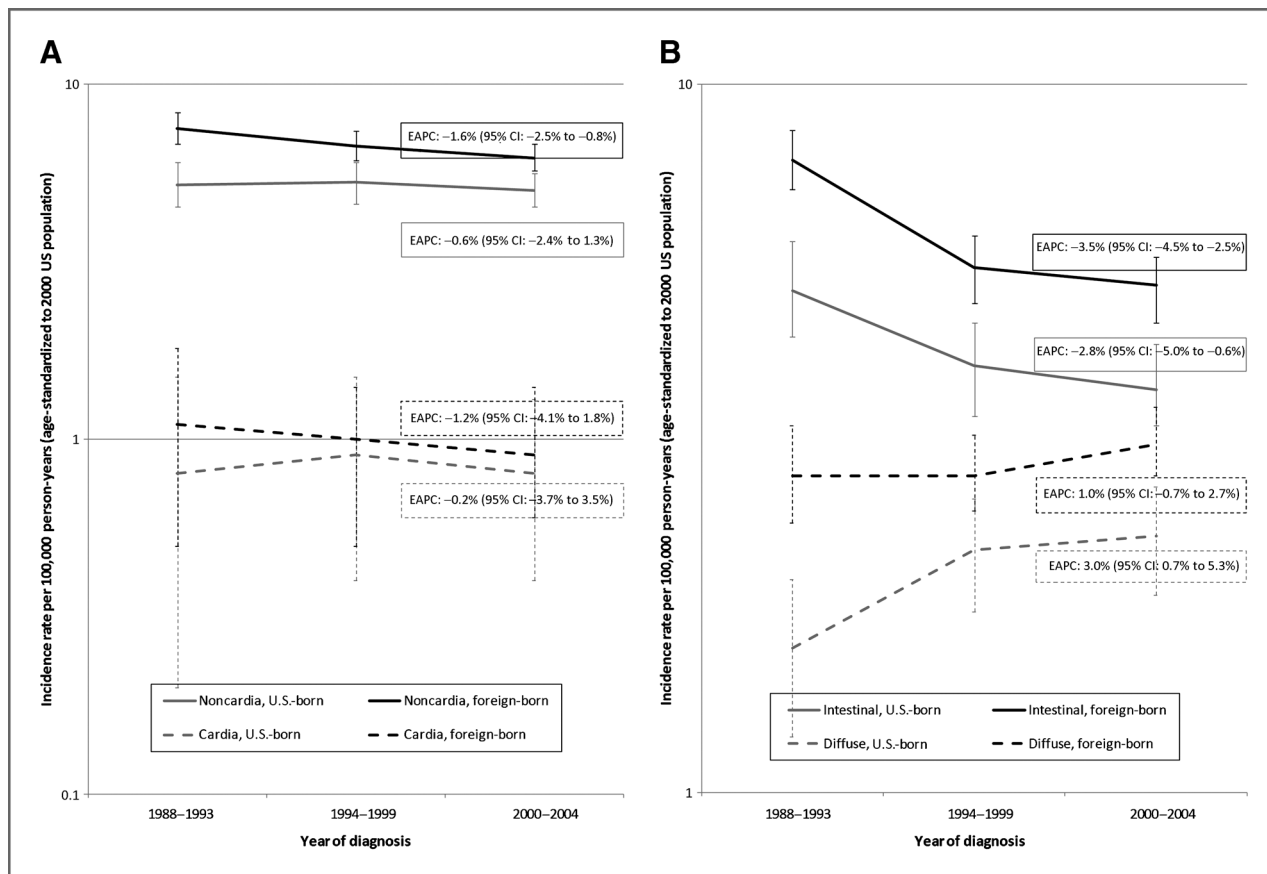 A
Incidence rate per 100,000 person-years (age-standardized to 2000 US population)
10
1
0.1
EAPC: −1.6% (95% CI: −2.5% to −0.8%)
EAPC: −0.6% (95% CI: −2.4% to 1.3%)
EAPC: −1.2% (95% CI: −4.1% to 1.8%)
EAPC: −0.2% (95% CI: −3.7% to 3.5%)
Noncardia, U.S.-born
Noncardia, foreign-born
Cardia, U.S.-born
Cardia, foreign-born
1988–1993
1994–1999
2000–2004
Year of diagnosis
B
Incidence rate per 100,000 person-years (age-standardized to 2000 US population)
10
1
EAPC: −3.5% (95% CI: −4.5% to −2.5%)
EAPC: −2.8% (95% CI: −5.0% to −0.6%)
EAPC: 1.0% (95% CI: −0.7% to 2.7%)
EAPC: 3.0% (95% CI: 0.7% to 5.3%)
Intestinal, U.S.-born
Intestinal, foreign-born
Diffuse, U.S.-born
Diffuse, foreign-born
1988–1993
1994–1999
2000–2004
Year of diagnosis